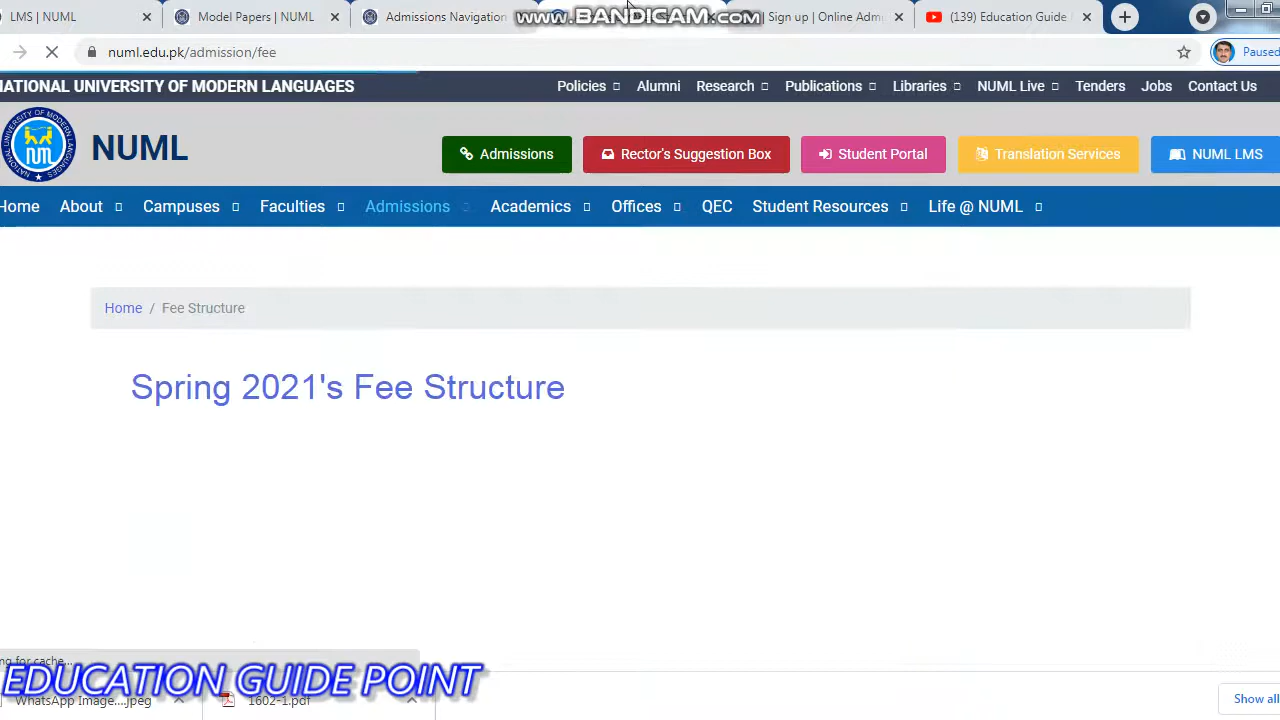 LMS | NUML
Model Papers | NUML
Admissions Navigation
www.BANDICAM.com
Sign up | Online Adm
(139) Education Guide
numl.edu.pk/admission/fee
Paused
NATIONAL UNIVERSITY OF MODERN LANGUAGES
Policies
Alumni
Research
Publications
Libraries
NUML Live
Tenders
Jobs
Contact Us
NUML
Admissions
Rector's Suggestion Box
Student Portal
Translation Services
NUML LMS
Home
About
Campuses
Faculties
Admissions
Academics
Offices
QEC
Student Resources
Life @ NUML
Home / Fee Structure
Spring 2021's Fee Structure
ng for cache...
EDUCATION GUIDE POINT
WhatsApp Image....jpeg
1602-1.pdf
Show all